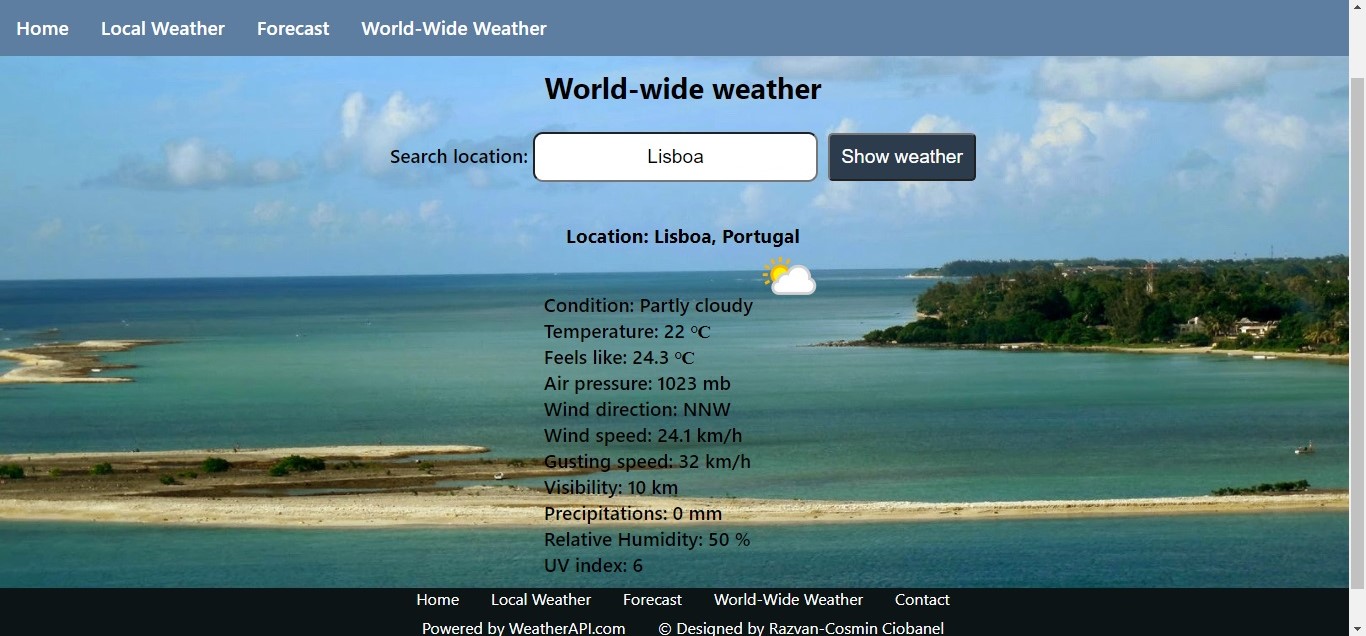 Home Local Weather Forecast World-Wide Weather
World-wide weather
Search location: Lisboa Show weather
Location: Lisboa, Portugal
Condition: Partly cloudy
Temperature: 22 °C
Feels like: 24.3 °C
Air pressure: 1023 mb
Wind direction: NNW
Wind speed: 24.1 km/h
Gusting speed: 32 km/h
Visibility: 10 km
Precipitations: 0 mm
Relative Humidity: 50 %
UV index: 6
Home Local Weather Forecast World-Wide Weather Contact
Powered by WeatherAPI.com © Designed by Razvan-Cosmin Ciobanel